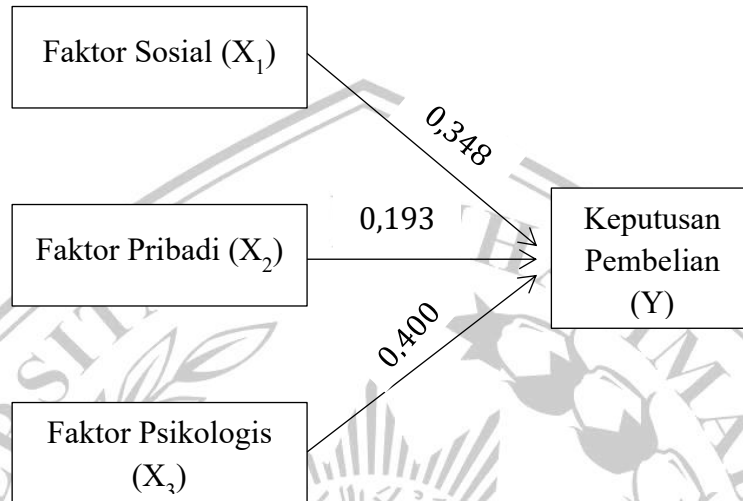 Faktor Sosial (X₁)
0,348
Faktor Pribadi (X₂)
0,193
Keputusan
Pembelian
(Y)
0,400
Faktor Psikologis
(X₃)